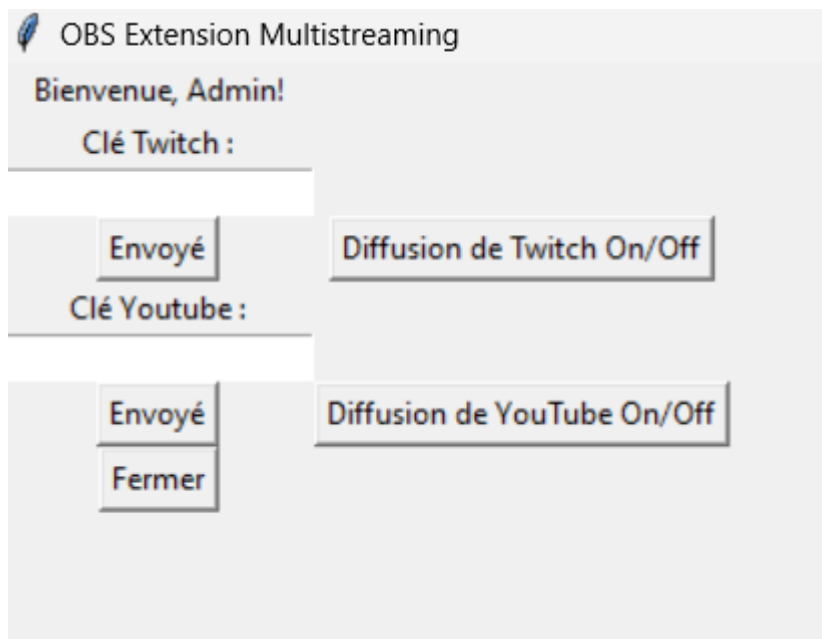 OBS Extension Multistreaming
Bienvenue, Admin!
Clé Twitch :
Envoyé Diffusion de Twitch On/Off
Clé Youtube :
Envoyé Diffusion de YouTube On/Off
Fermer